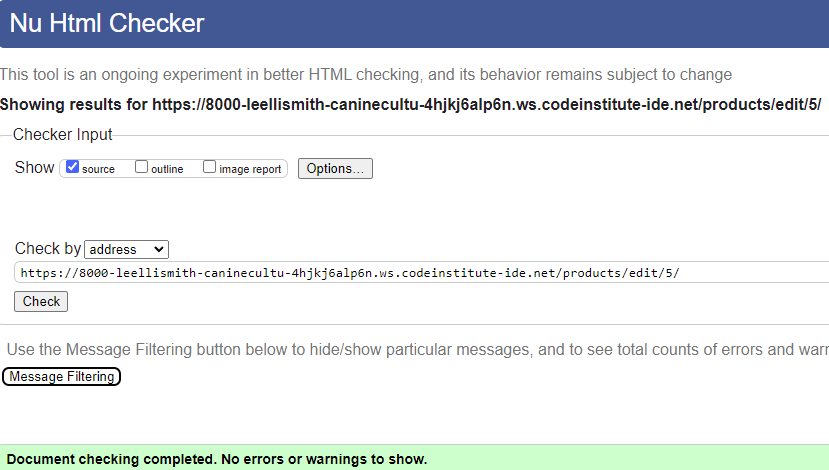 Nu Html Checker
This tool is an ongoing experiment in better HTML checking, and its behavior remains subject to change
Showing results for https://8000-leellismith-caninecultu-4hjkj6alp6n.ws.codeinstitute-ide.net/products/edit/5/
Checker Input
Show source outline image report Options...
Check by address
https://8000-leellismith-caninecultu-4hjkj6alp6n.ws.codeinstitute-ide.net/products/edit/5/
Check
Use the Message Filtering button below to hide/show particular messages, and to see total counts of errors and warn
Message Filtering
Document checking completed. No errors or warnings to show.